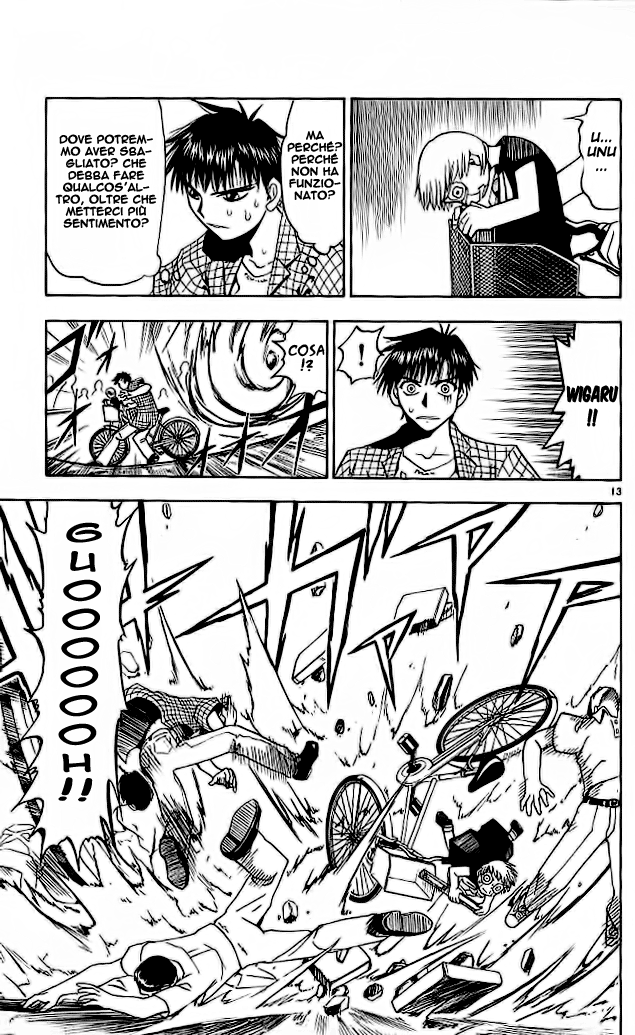 U...
UNU
...
MA
PERCHÉ?
PERCHÉ
NON HA
FUNZIO-
NATO?
DOVE POTREM-
MO AVER SBA-
GLIATO? CHE
DEBBA FARE
QUALCOS'AL-
TRO, OLTRE CHE
METTERCI PIÙ
SENTIMENTO?
WIGARU
!!
!
COSA
!?
13
GUOOOOOOOH!!